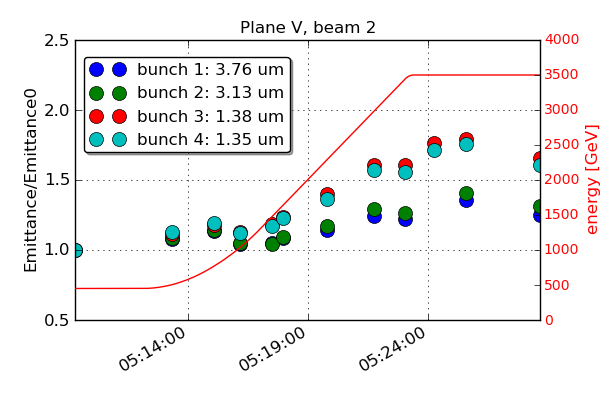 Plane V, beam 2
Emittance/Emittance0
2.5
2.0
1.5
1.0
0.5
bunch 1: 3.76 um
bunch 2: 3.13 um
bunch 3: 1.38 um
bunch 4: 1.35 um
4000
3500
3000
2500
2000
1500
1000
500
0
energy [GeV]
05:14:00
05:19:00
05:24:00